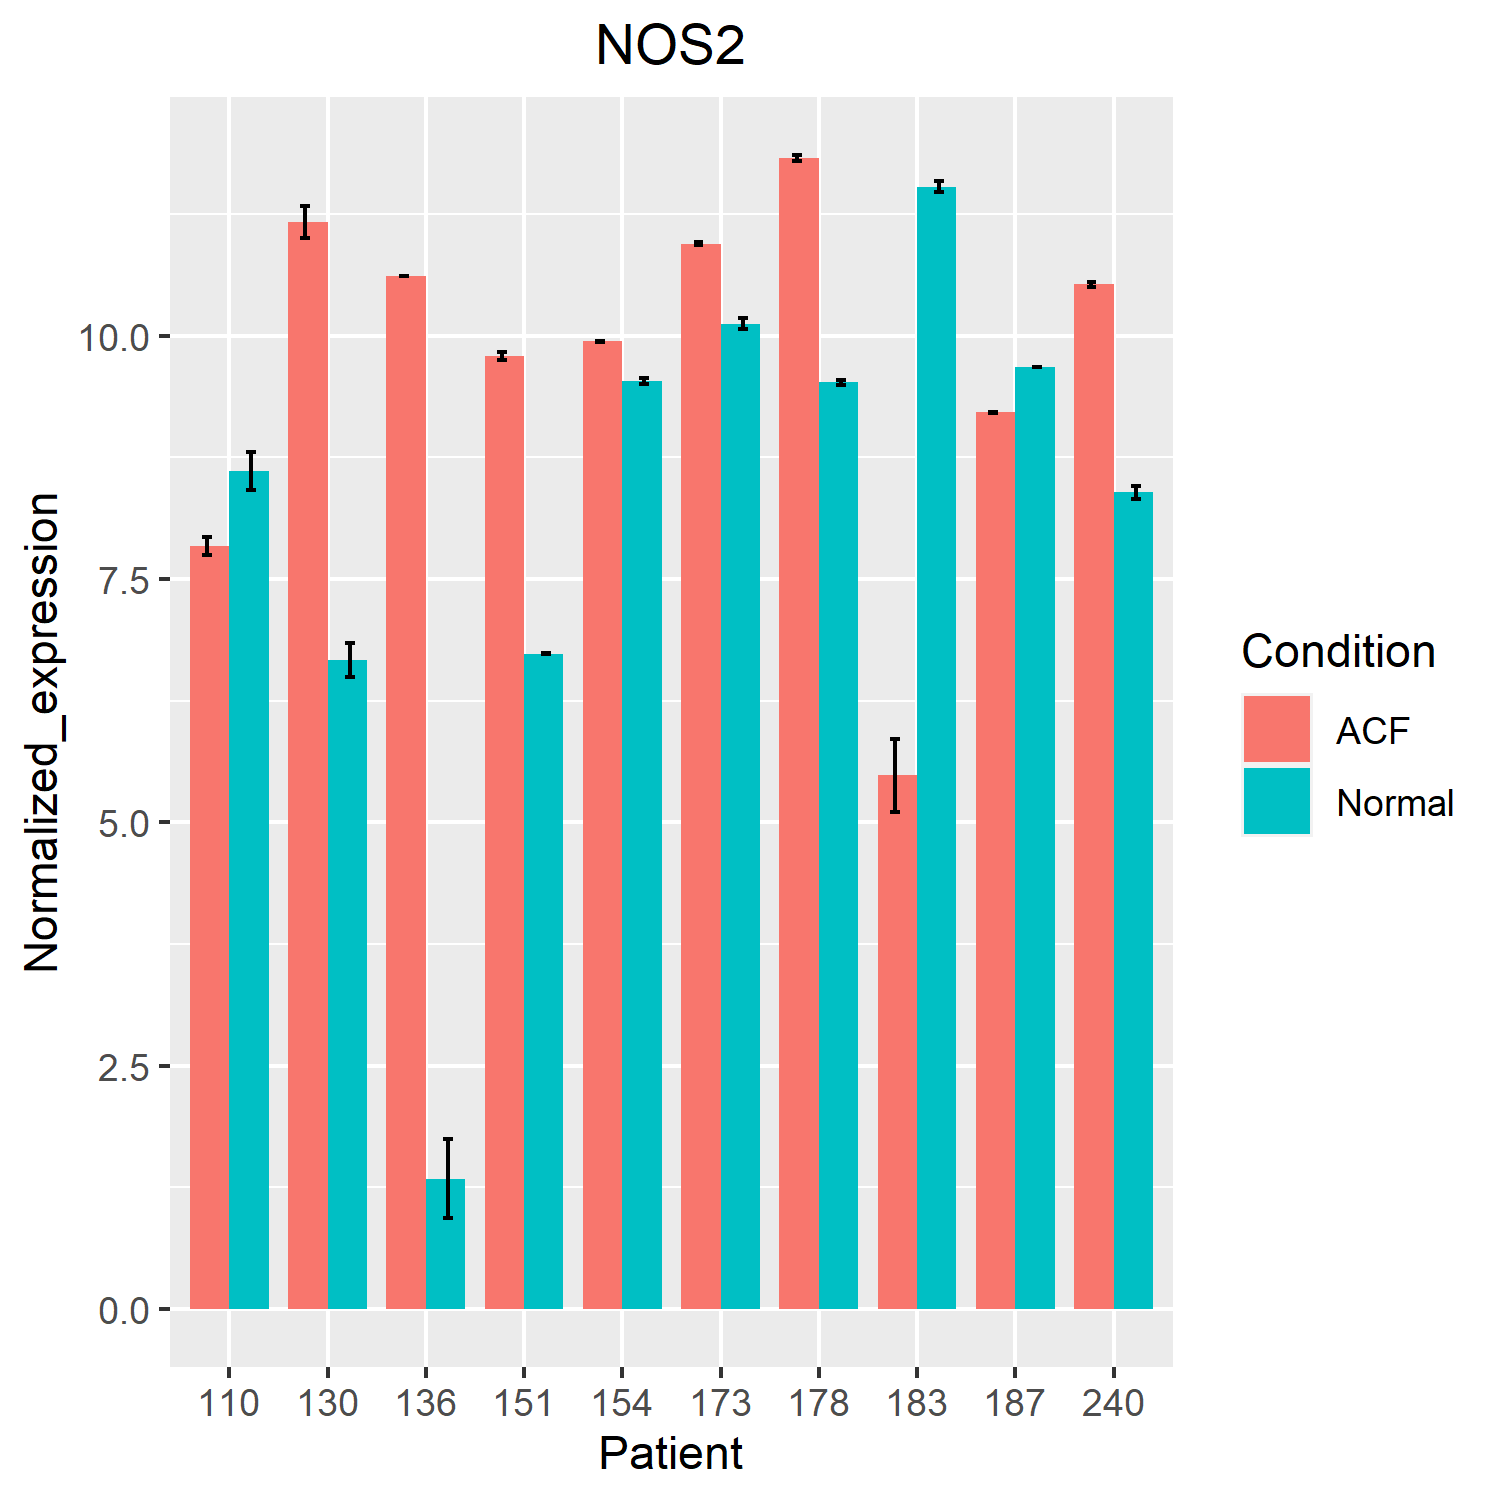 NOS2
Normalized_expression
10.0
7.5
5.0
2.5
0.0
110 130 136 151 154 173 178 183 187 240
Patient
Condition
ACF
Normal